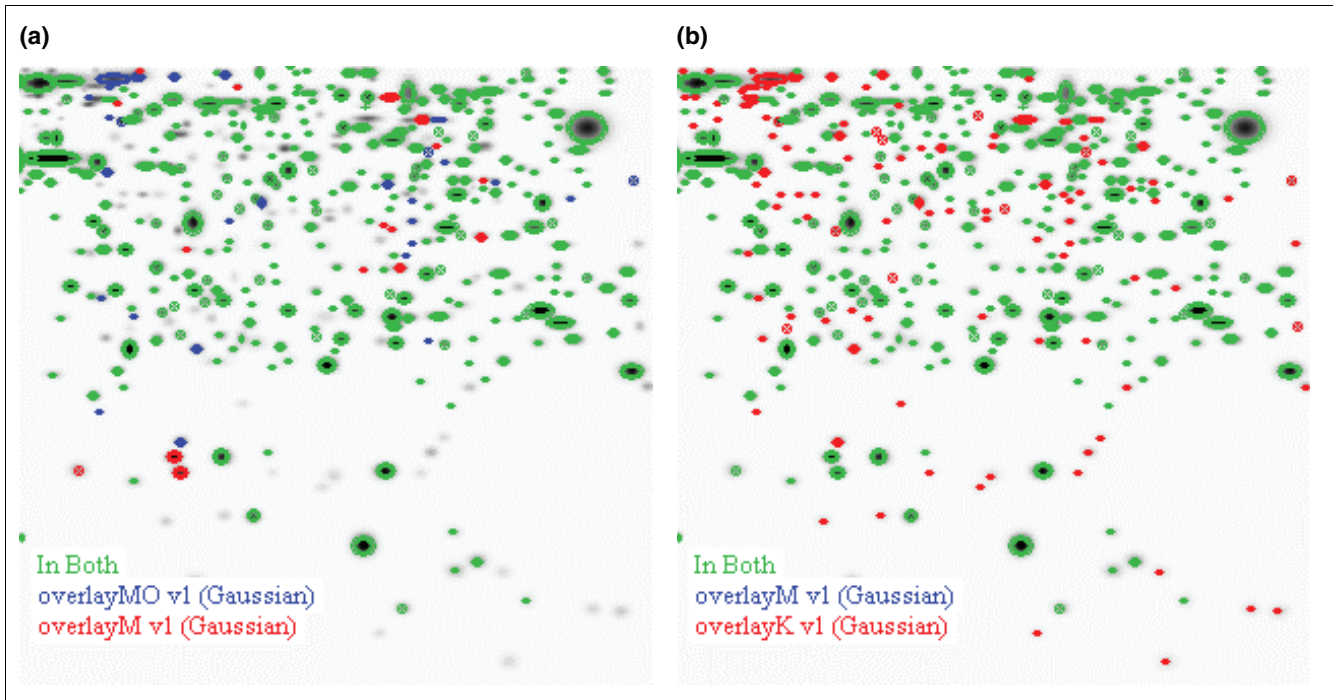 (a)
(b)
In Both
overlayMO v1 (Gaussian)
overlayM v1 (Gaussian)
In Both
overlayM v1 (Gaussian)
overlayK v1 (Gaussian)